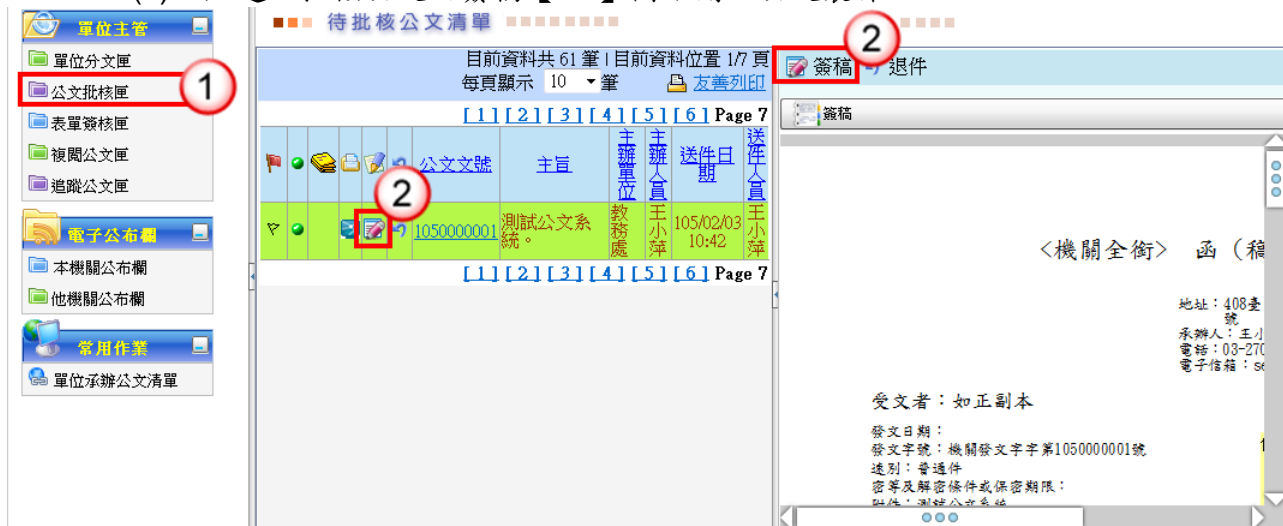 單位主管
單位分文匣
公文批核匣
1
表單簽核匣
複閱公文匣
追蹤公文匣
電子公布欄
本機關公布欄
他機關公布欄
常用作業
單位承辦公文清單
待批核公文清單
目前資料共 61 筆 | 目前資料位置 1/7 頁
每頁顯示 10 筆 友善列印
[ 1 ] [ 2 ] [ 3 ] [ 4 ] [ 5 ] [ 6 ] Page 7
公文文號 主旨 主辦單位 主辦人員 送件日期 送件人員
2
1050000001 測試公文系統。 教務處 王小萍 105/02/03 10:42 王小萍
[ 1 ] [ 2 ] [ 3 ] [ 4 ] [ 5 ] [ 6 ] Page 7
2
簽稿 退件
簽稿
<機關全銜> 函（稿
地址：408臺
號
承辦人：王小
電話：03-270
電子信箱：se
受文者：如正副本
發文日期：
發文字號：機關發文字字第1050000001號
速別：普通件
密等及解密條件或保密期限：
附件：測試公文系統